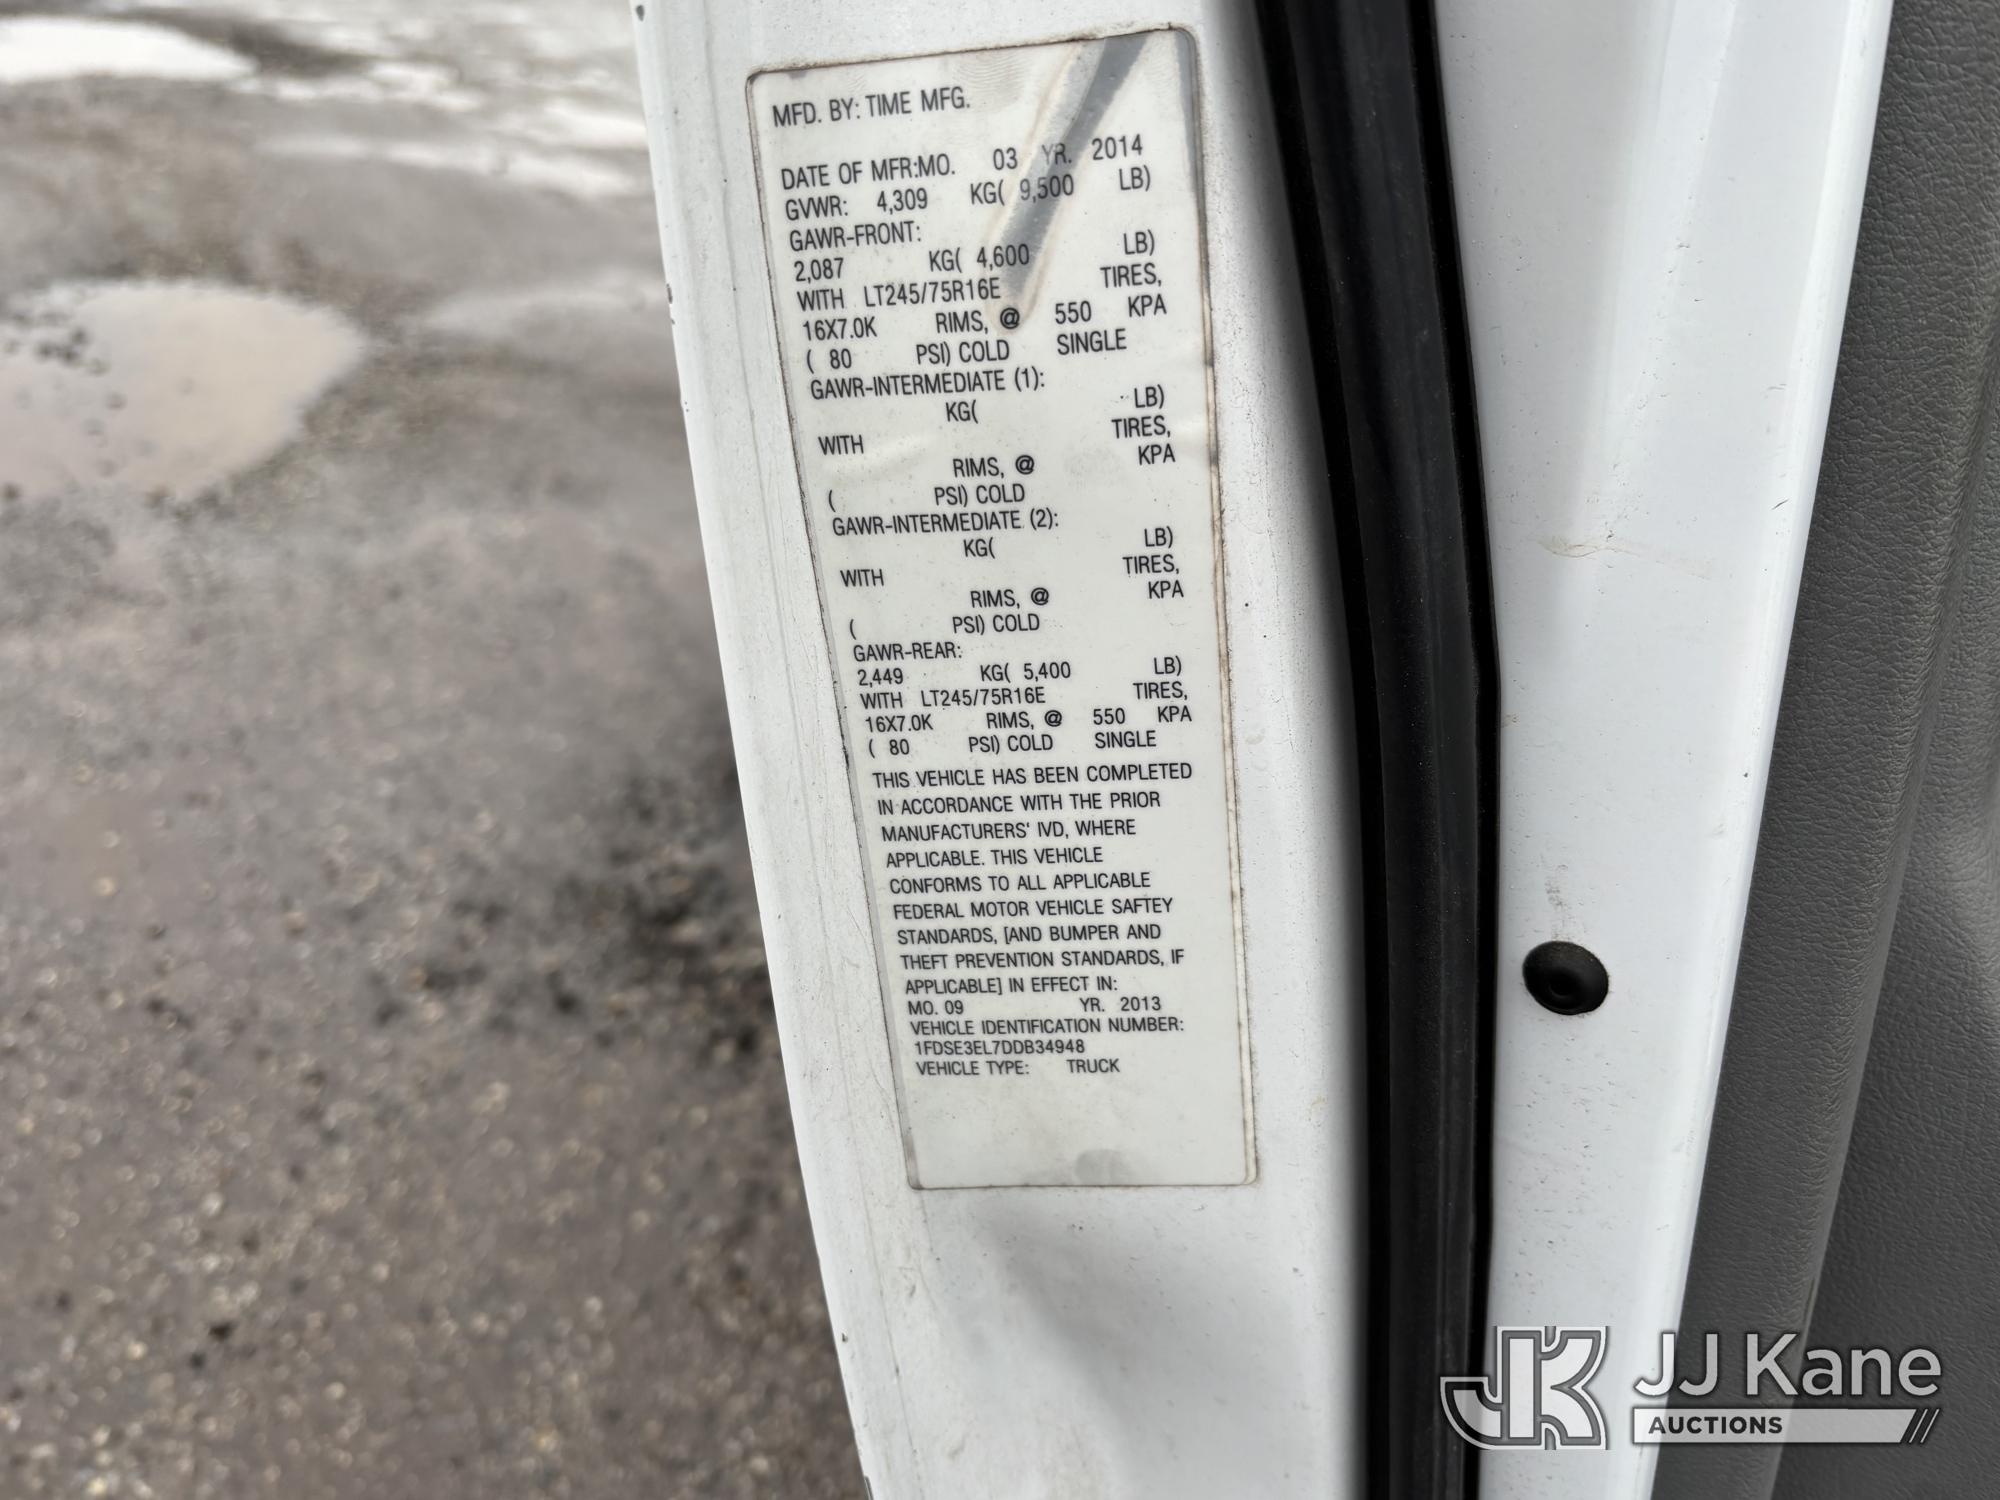 MFD. BY: TIME MFG.
DATE OF MFR:MO. 03 YR. 2014
GVWR: 4,309 KG( 9,500 LB)
GAWR-FRONT:
2,087 KG( 4,600 LB)
WITH LT245/75R16E TIRES,
16X7.0K RIMS, @ 550 KPA
( 80 PSI) COLD SINGLE
GAWR-INTERMEDIATE (1):
KG( LB)
WITH TIRES,
RIMS, @ KPA
( PSI) COLD
GAWR-INTERMEDIATE (2):
KG( LB)
WITH TIRES,
RIMS, @ KPA
( PSI) COLD
GAWR-REAR:
2,449 KG( 5,400 LB)
WITH LT245/75R16E TIRES,
16X7.0K RIMS, @ 550 KPA
( 80 PSI) COLD SINGLE
THIS VEHICLE HAS BEEN COMPLETED
IN ACCORDANCE WITH THE PRIOR
MANUFACTURERS' IVD, WHERE
APPLICABLE. THIS VEHICLE
CONFORMS TO ALL APPLICABLE
FEDERAL MOTOR VEHICLE SAFTEY
STANDARDS, [AND BUMPER AND
THEFT PREVENTION STANDARDS, IF
APPLICABLE] IN EFFECT IN:
MO. 09 YR. 2013
VEHICLE IDENTIFICATION NUMBER:
1FDSE3EL7DDB34948
VEHICLE TYPE: TRUCK
JK JJ Kane
AUCTIONS